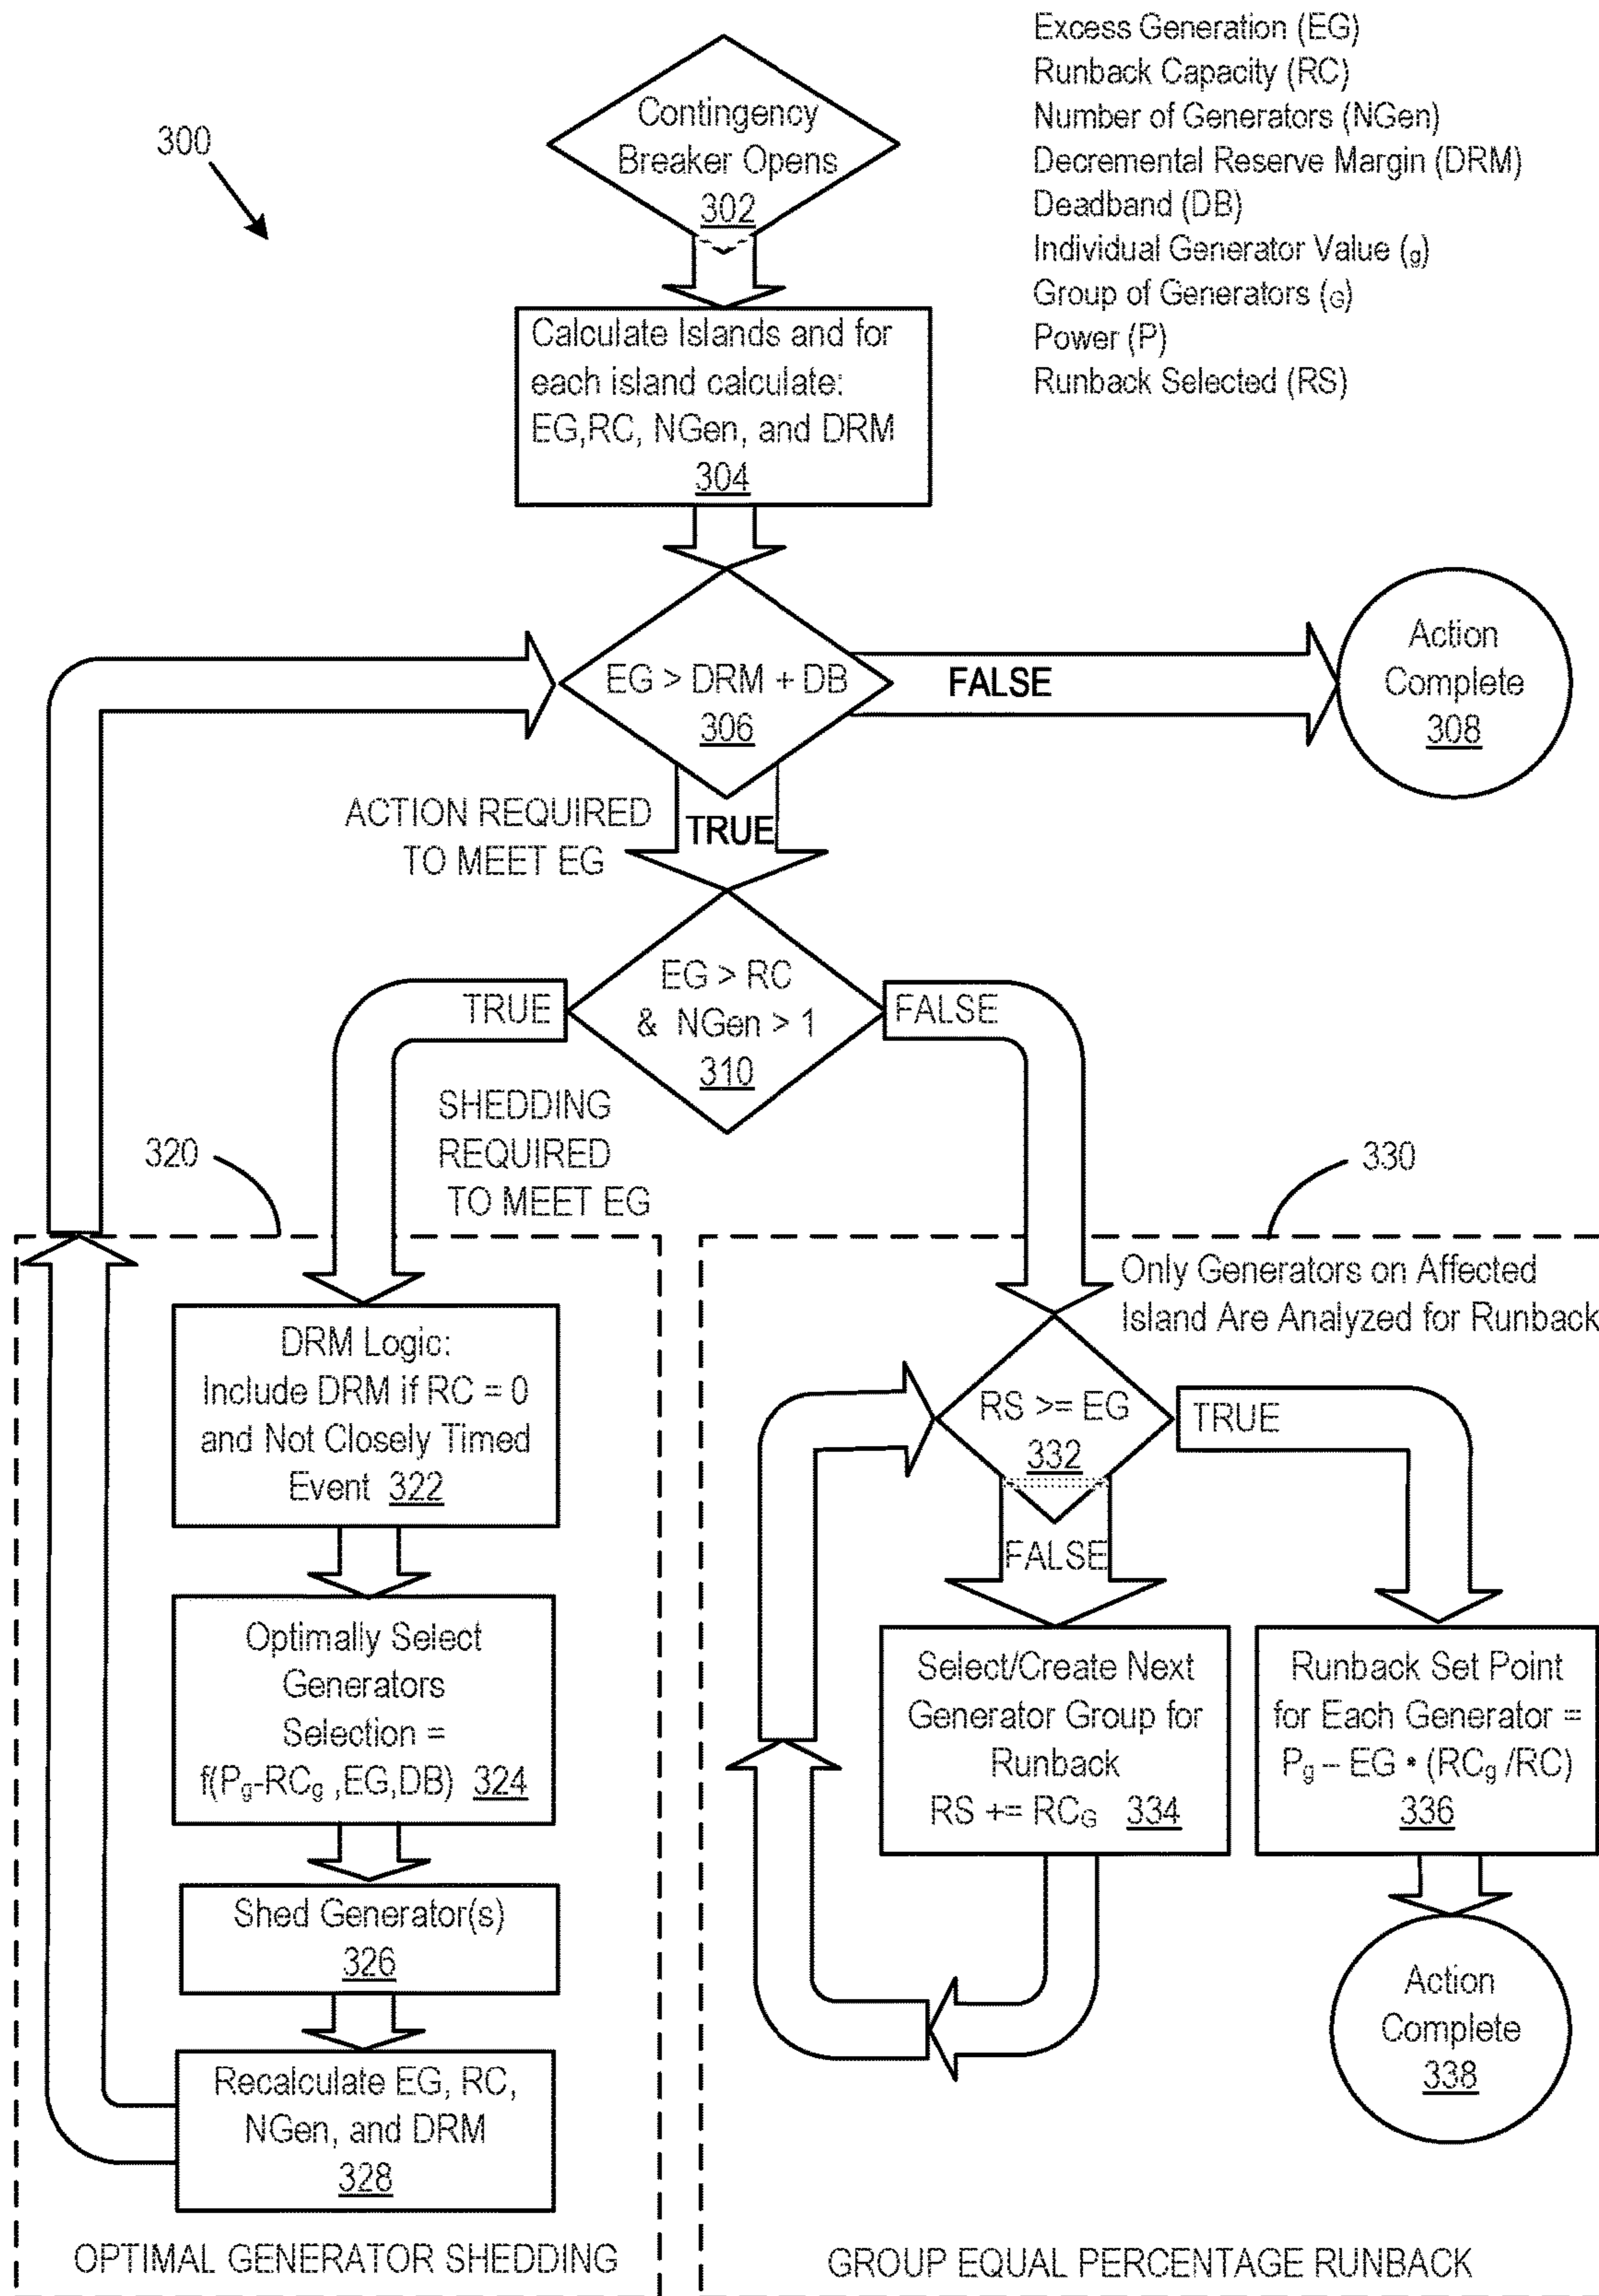 Excess Generation (EG)
Runback Capacity (RC)
Number of Generators (NGen)
Decremental Reserve Margin (DRM)
Deadband (DB)
Individual Generator Value (g)
Group of Generators (G)
Power (P)
Runback Selected (RS)
300
Contingency
Breaker Opens
302
Calculate Islands and for
each island calculate:
EG,RC, NGen, and DRM
304
EG > DRM + DB
306
FALSE
Action
Complete
308
ACTION REQUIRED
TO MEET EG
TRUE
EG > RC
& NGen > 1
310
TRUE
FALSE
SHEDDING
REQUIRED
TO MEET EG
320
330
DRM Logic:
Include DRM if RC = 0
and Not Closely Timed
Event 322
Optimally Select
Generators
Selection =
f(Pg-RCg ,EG,DB) 324
Shed Generator(s)
326
Recalculate EG, RC,
NGen, and DRM
328
OPTIMAL GENERATOR SHEDDING
Only Generators on Affected
Island Are Analyzed for Runback
RS >= EG
332
TRUE
FALSE
Select/Create Next
Generator Group for
Runback
RS += RCG 334
Runback Set Point
for Each Generator =
Pg – EG • (RCg /RC)
336
Action
Complete
338
GROUP EQUAL PERCENTAGE RUNBACK